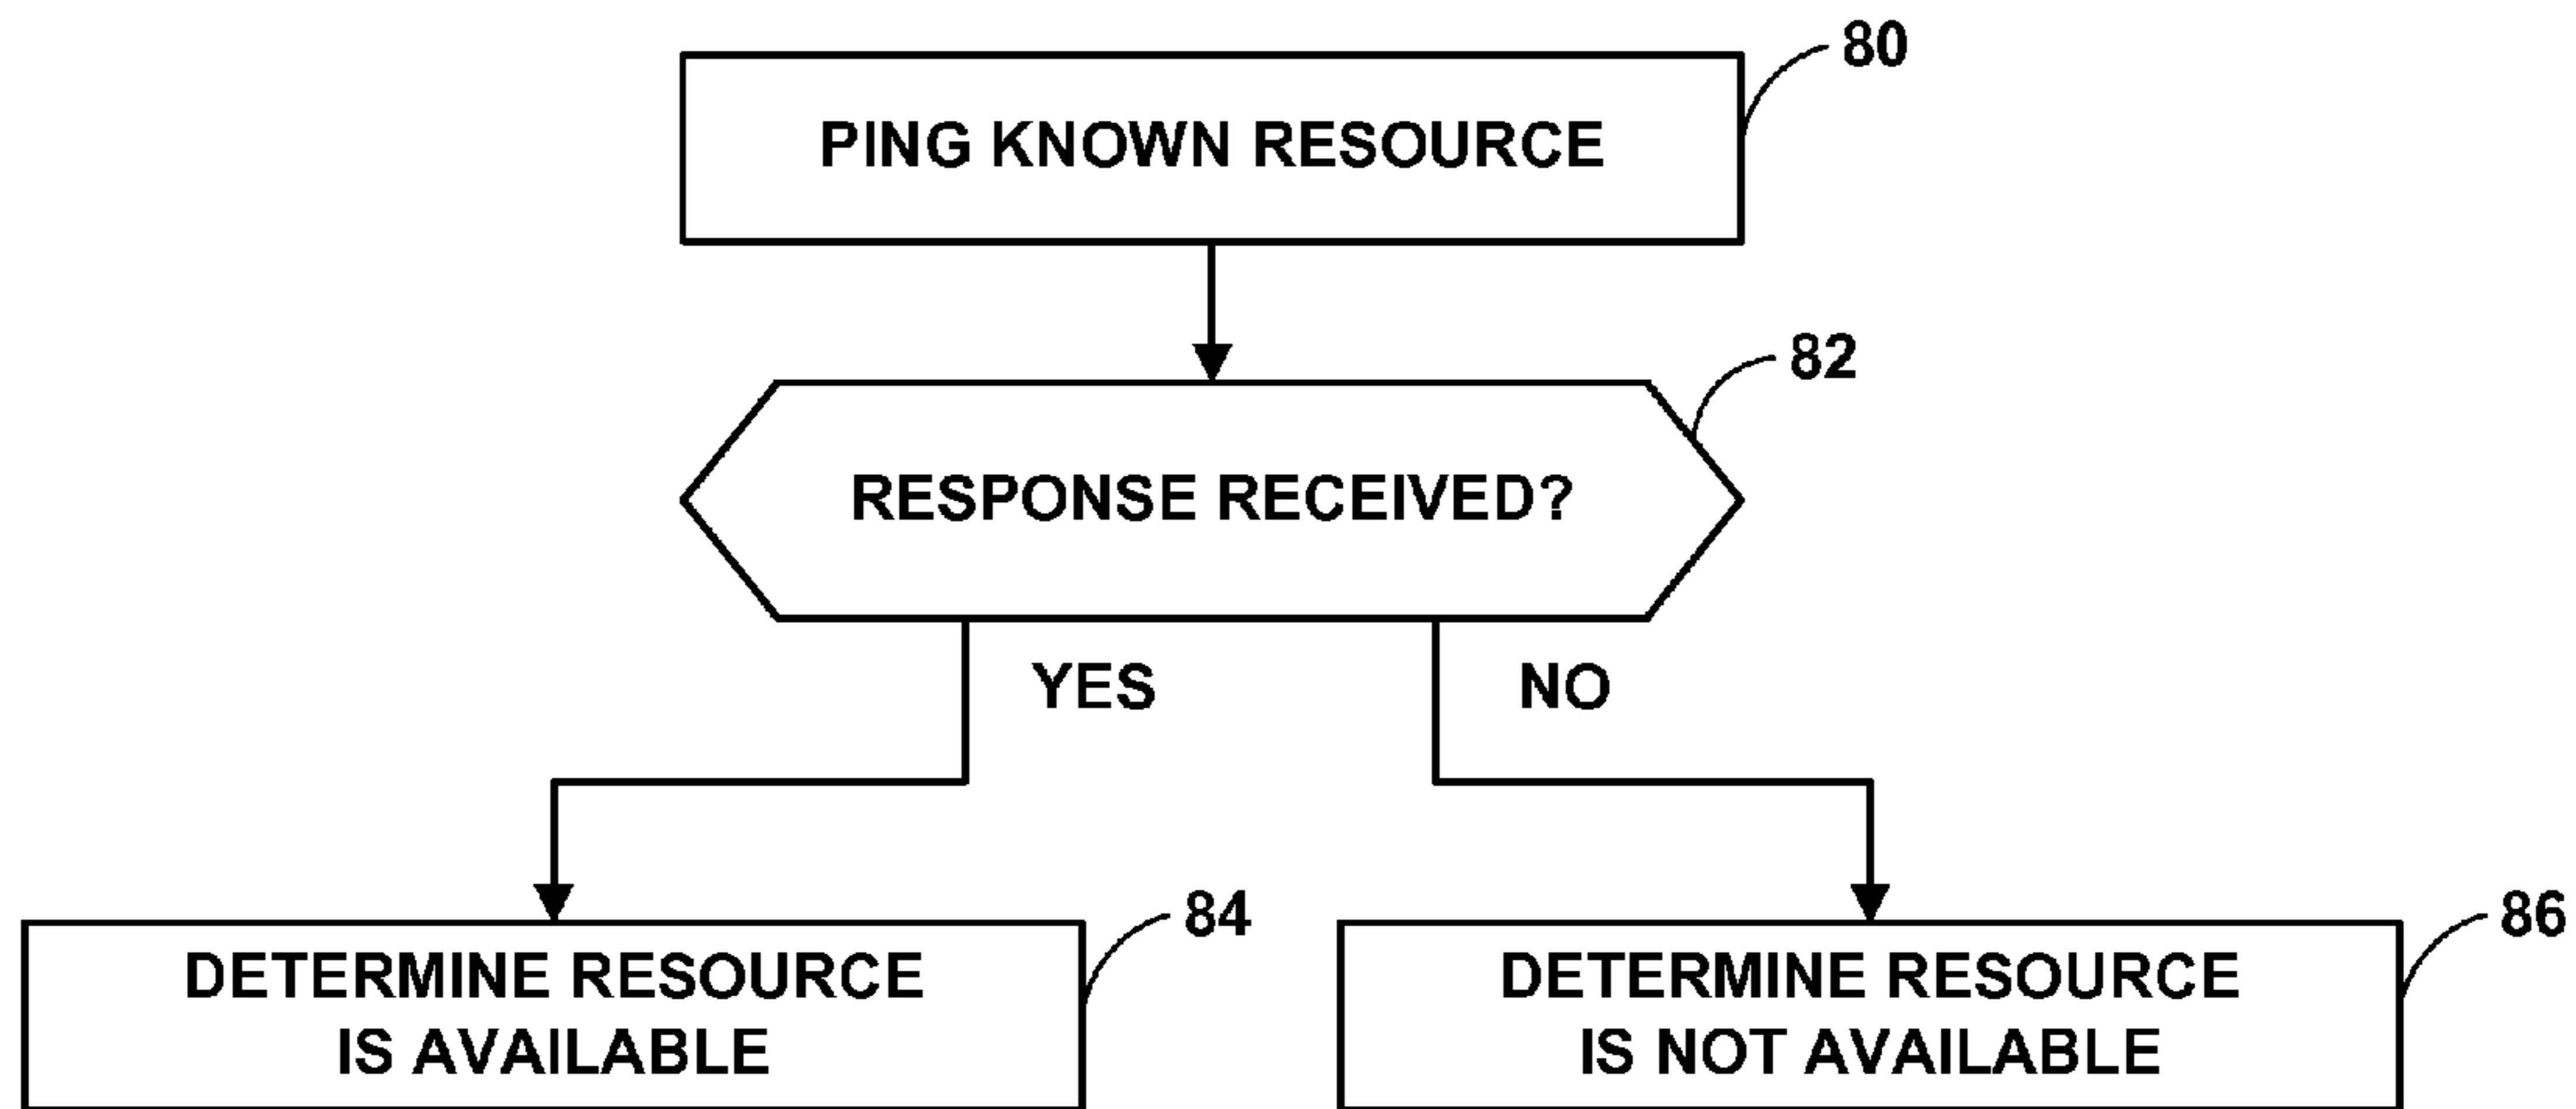 80
PING KNOWN RESOURCE
82
RESPONSE RECEIVED?
YES
NO
84
DETERMINE RESOURCE
IS AVAILABLE
86
DETERMINE RESOURCE
IS NOT AVAILABLE